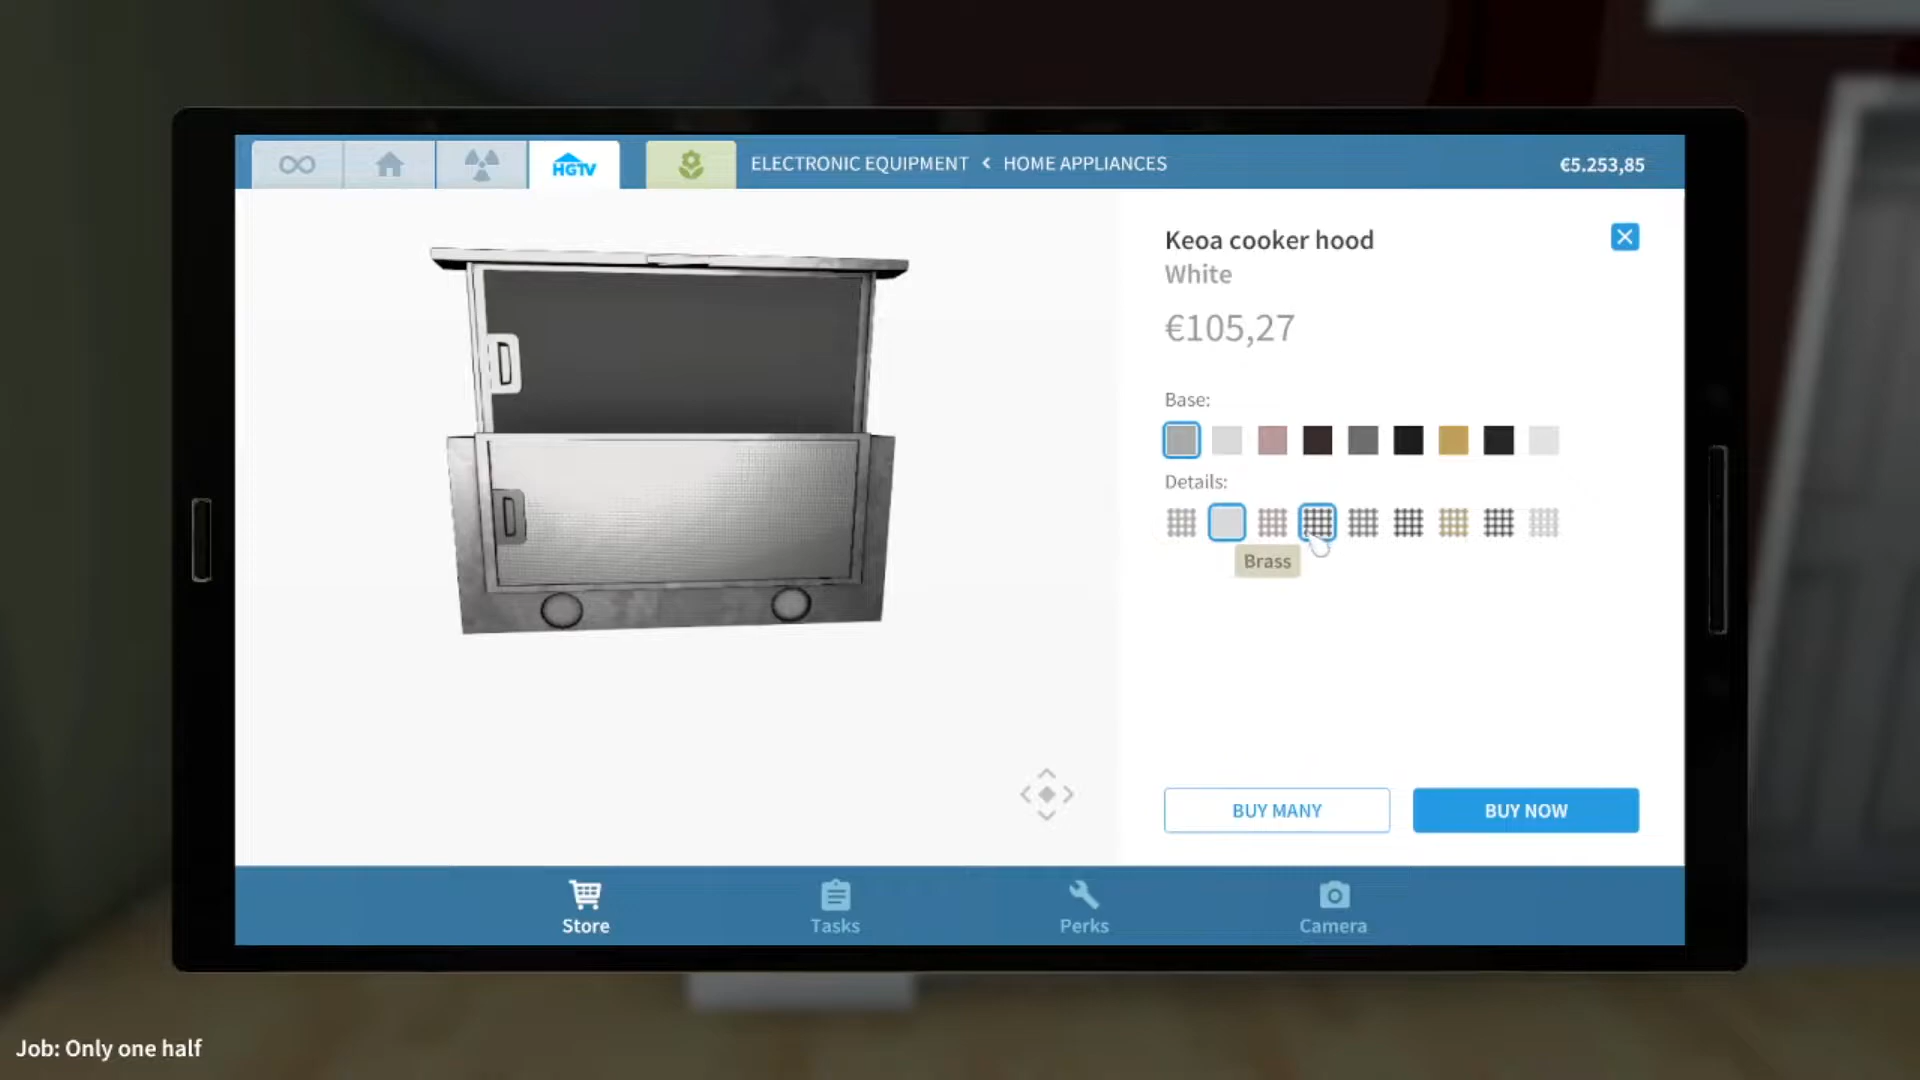 HGTV
ELECTRONIC EQUIPMENT < HOME APPLIANCES
€5.253,85
Keoa cooker hood
White
€105,27
Base:
Details:
Brass
BUY MANY
BUY NOW
Store
Tasks
Perks
Camera
Job: Only one half